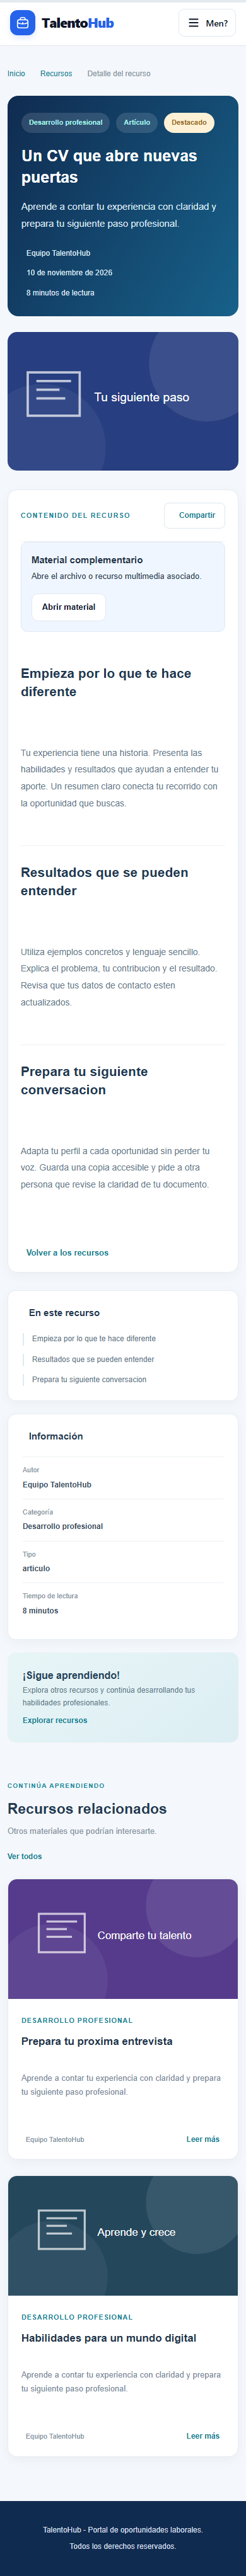 TalentoHub
Men?
Inicio Recursos Detalle del recurso
Desarrollo profesional Artículo Destacado
Un CV que abre nuevas
puertas
Aprende a contar tu experiencia con claridad y
prepara tu siguiente paso profesional.
Equipo TalentoHub
10 de noviembre de 2026
8 minutos de lectura
Tu siguiente paso
CONTENIDO DEL RECURSO
Compartir
Material complementario
Abre el archivo o recurso multimedia asociado.
Abrir material
Empieza por lo que te hace
diferente
Tu experiencia tiene una historia. Presenta las
habilidades y resultados que ayudan a entender tu
aporte. Un resumen claro conecta tu recorrido con
la oportunidad que buscas.
Resultados que se pueden
entender
Utiliza ejemplos concretos y lenguaje sencillo.
Explica el problema, tu contribucion y el resultado.
Revisa que tus datos de contacto esten
actualizados.
Prepara tu siguiente
conversacion
Adapta tu perfil a cada oportunidad sin perder tu
voz. Guarda una copia accesible y pide a otra
persona que revise la claridad de tu documento.
Volver a los recursos
En este recurso
Empieza por lo que te hace diferente
Resultados que se pueden entender
Prepara tu siguiente conversacion
Información
Autor
Equipo TalentoHub
Categoría
Desarrollo profesional
Tipo
artículo
Tiempo de lectura
8 minutos
¡Sigue aprendiendo!
Explora otros recursos y continúa desarrollando tus
habilidades profesionales.
Explorar recursos
CONTINÚA APRENDIENDO
Recursos relacionados
Otros materiales que podrían interesarte.
Ver todos
Comparte tu talento
DESARROLLO PROFESIONAL
Prepara tu proxima entrevista
Aprende a contar tu experiencia con claridad y prepara
tu siguiente paso profesional.
Equipo TalentoHub
Leer más
Aprende y crece
DESARROLLO PROFESIONAL
Habilidades para un mundo digital
Aprende a contar tu experiencia con claridad y prepara
tu siguiente paso profesional.
Equipo TalentoHub
Leer más
TalentoHub - Portal de oportunidades laborales.
Todos los derechos reservados.